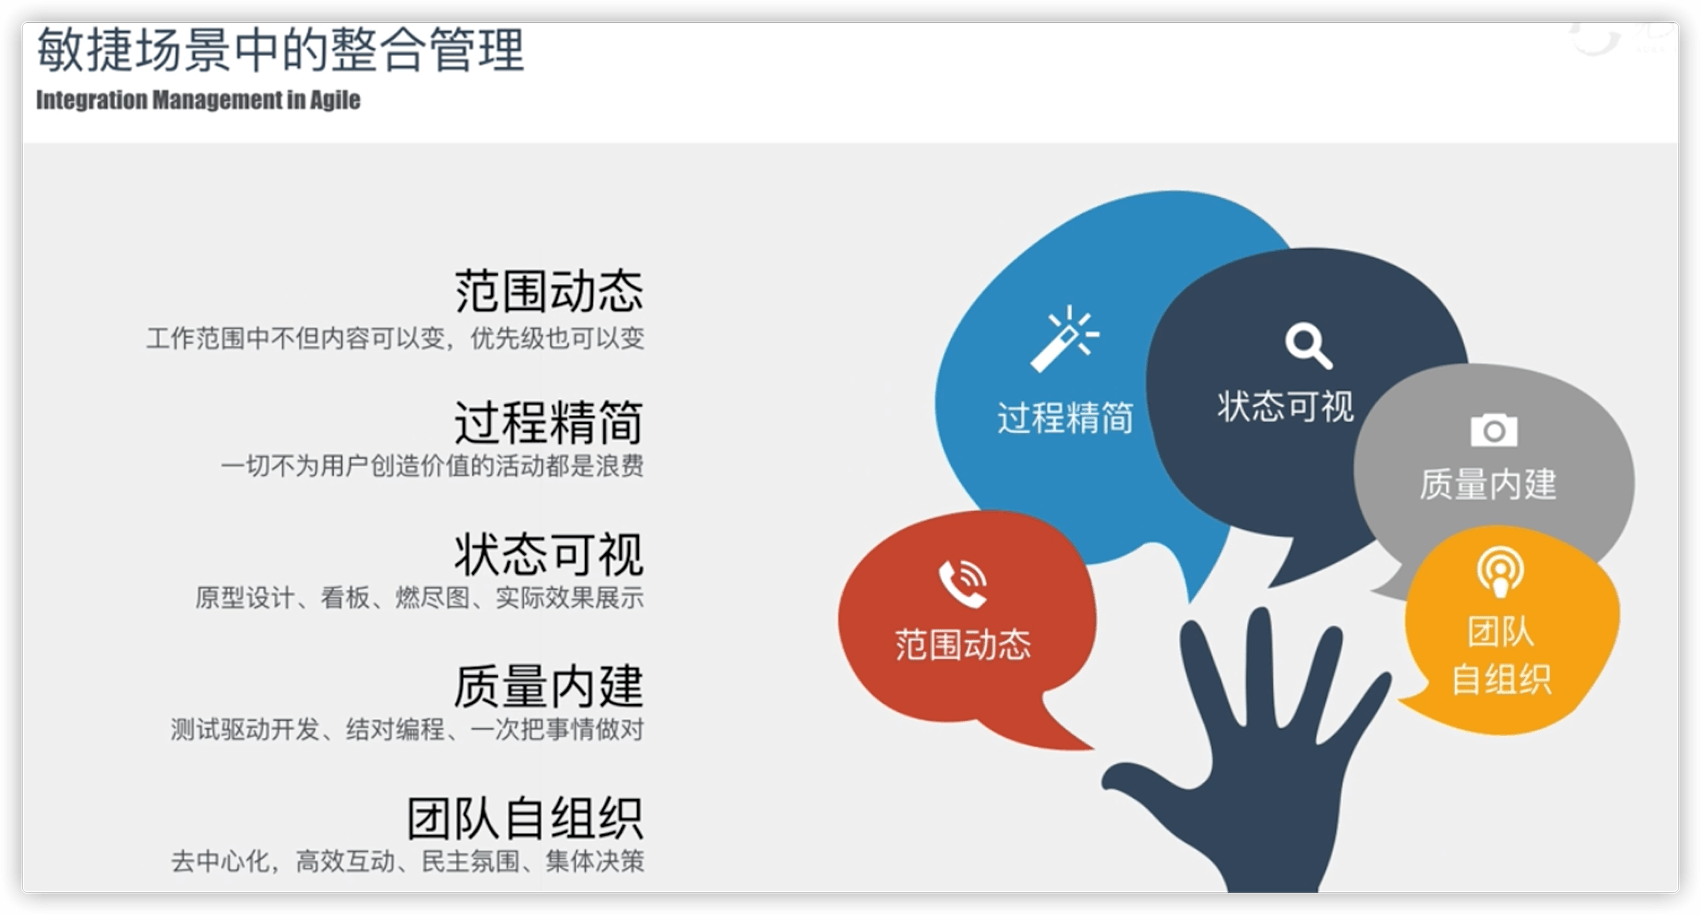 敏捷场景中的整合管理
Integration Management in Agile
范围动态
工作范围中不但内容可以变，优先级也可以变
过程精简
一切不为用户创造价值的活动都是浪费
状态可视
原型设计、看板、燃尽图、实际效果展示
质量内建
测试驱动开发、结对编程、一次把事情做对
团队自组织
去中心化，高效互动、民主氛围、集体决策
过程精简
状态可视
质量内建
范围动态
团队
自组织